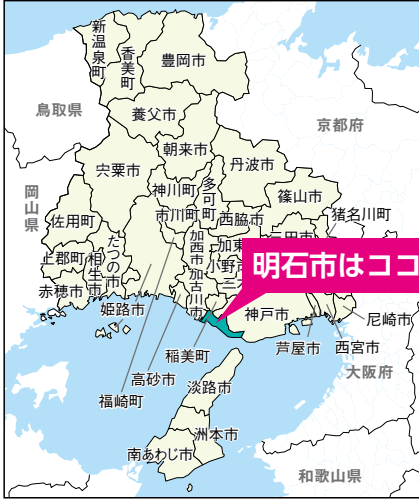 新温泉町
香美町
豊岡市
鳥取県
養父市
京都府
朝来市
宍粟市
丹波市
岡山県
神川町
多可町
篠山市
佐用町
市川町
西脇市
猪名川町
たつの市
加西市
加東
上郡町
相生市
小野
明石市はココ
赤穂市
加古川市
姫路市
神戸市
尼崎市
芦屋市
西宮市
稲美町
大阪府
高砂市
淡路市
福崎町
洲本市
南あわじ市
和歌山県